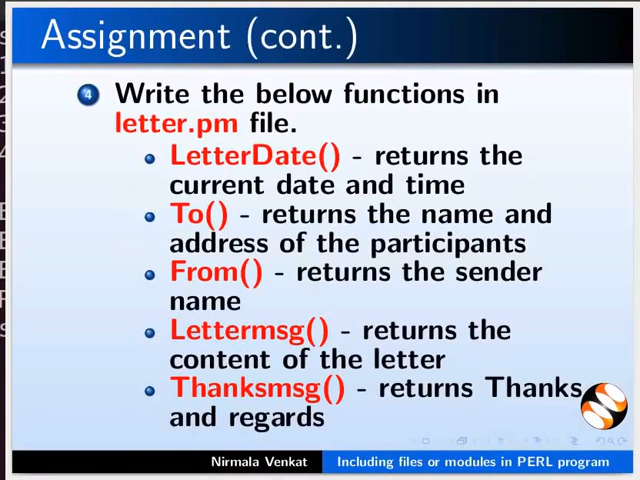 Assignment (cont.)
4 Write the below functions in
letter.pm file.
LetterDate() - returns the
current date and time
To() - returns the name and
address of the participants
From() - returns the sender
name
Lettermsg() - returns the
content of the letter
Thanksmsg() - returns Thanks
and regards
Nirmala Venkat Including files or modules in PERL program